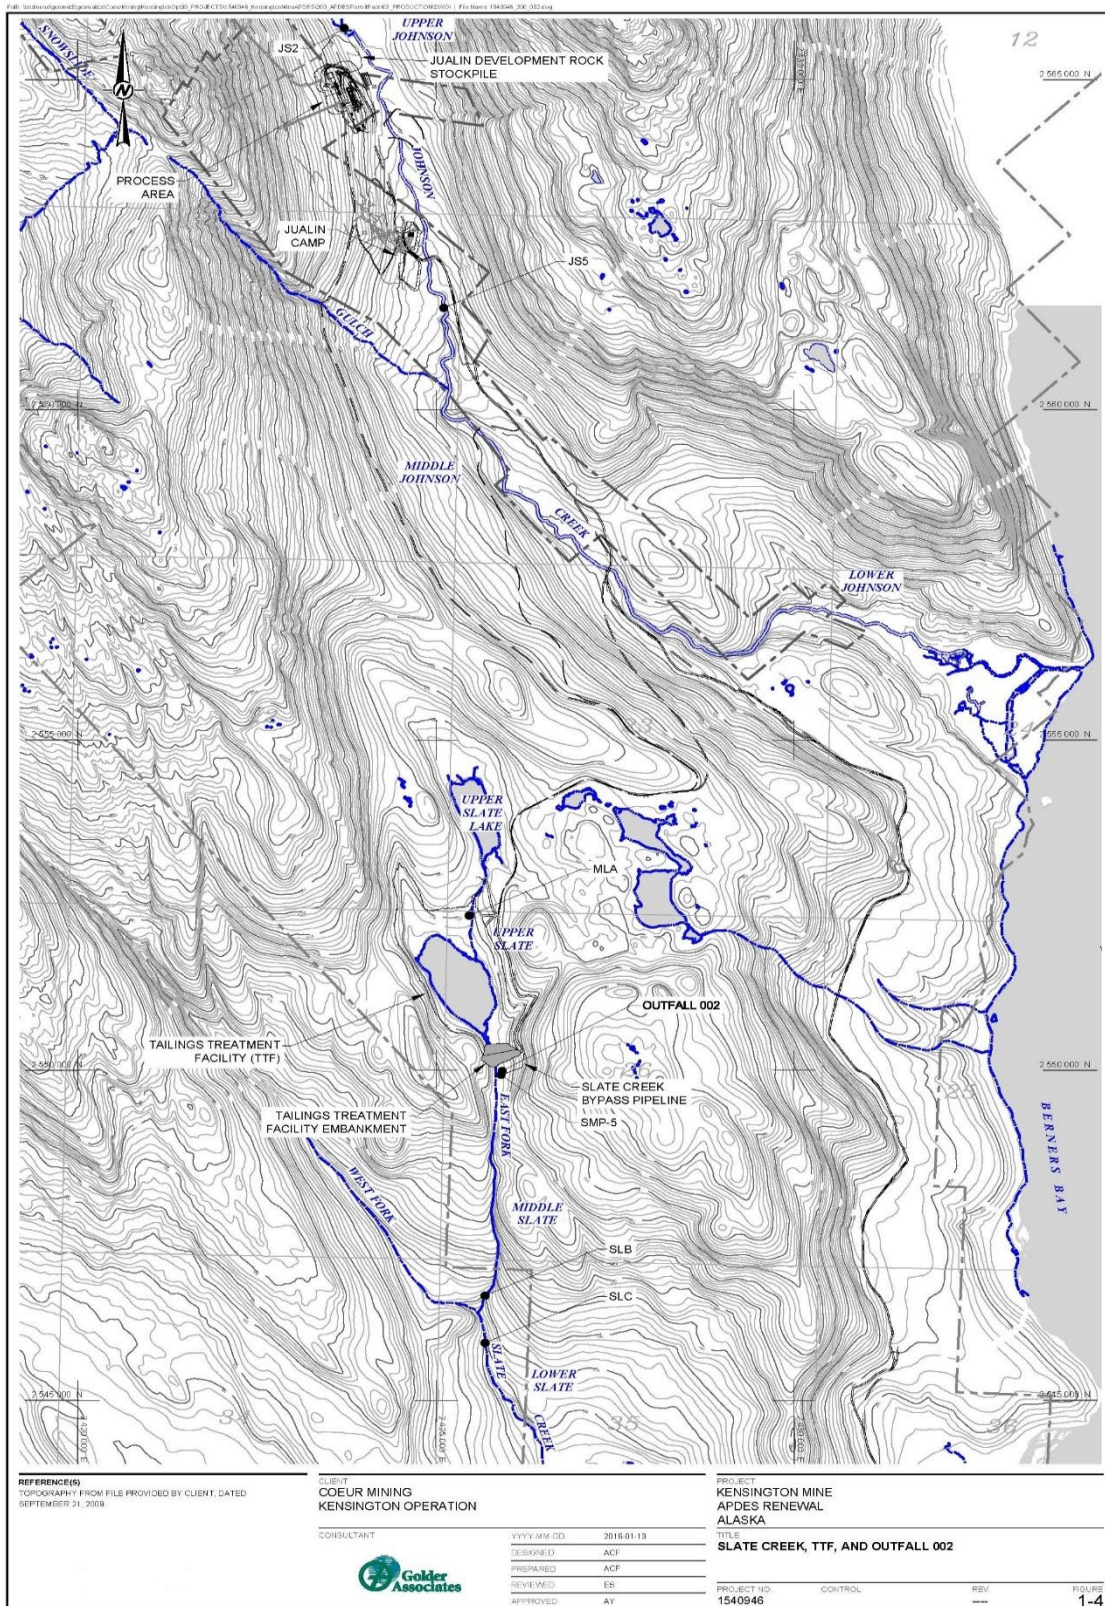 12
SNOWSLIDE
N
JS2
UPPER
JOHNSON
JUALIN DEVELOPMENT ROCK
STOCKPILE
2 565 000 N
JOHNSON
PROCESS
AREA
JUALIN
CAMP
JS5
GULCH
2 560 000 N
2 560 000 N
MIDDLE
JOHNSON
CREEK
LOWER
JOHNSON
23
24
2 555 000 N
2 555 000 N
UPPER
SLATE
LAKE
MLA
UPPER
SLATE
OUTFALL 002
TAILINGS TREATMENT
FACILITY (TTF)
2 550 000 N
2 550 000 N
SLATE CREEK
BYPASS PIPELINE
SMP-5
26
25
TAILINGS TREATMENT
FACILITY EMBANKMENT
EAST FORK
WEST FORK
BERNERS BAY
MIDDLE
SLATE
SLB
SLC
SLATE
LOWER
SLATE
CREEK
2 545 000 N
2 545 000 N
34
35
36
REFERENCE(S)
TOPOGRAPHY FROM FILE PROVIDED BY CLIENT, DATED
SEPTEMBER 21, 2009.
CLIENT
COEUR MINING
KENSINGTON OPERATION
CONSULTANT
Golder
Associates
YYYY-MM-DD 2016-01-13
DESIGNED ACF
PREPARED ACF
REVIEWED ES
APPROVED AY
PROJECT
KENSINGTON MINE
APDES RENEWAL
ALASKA
TITLE
SLATE CREEK, TTF, AND OUTFALL 002
PROJECT NO. CONTROL REV. FIGURE
1540946 ---- 1-4